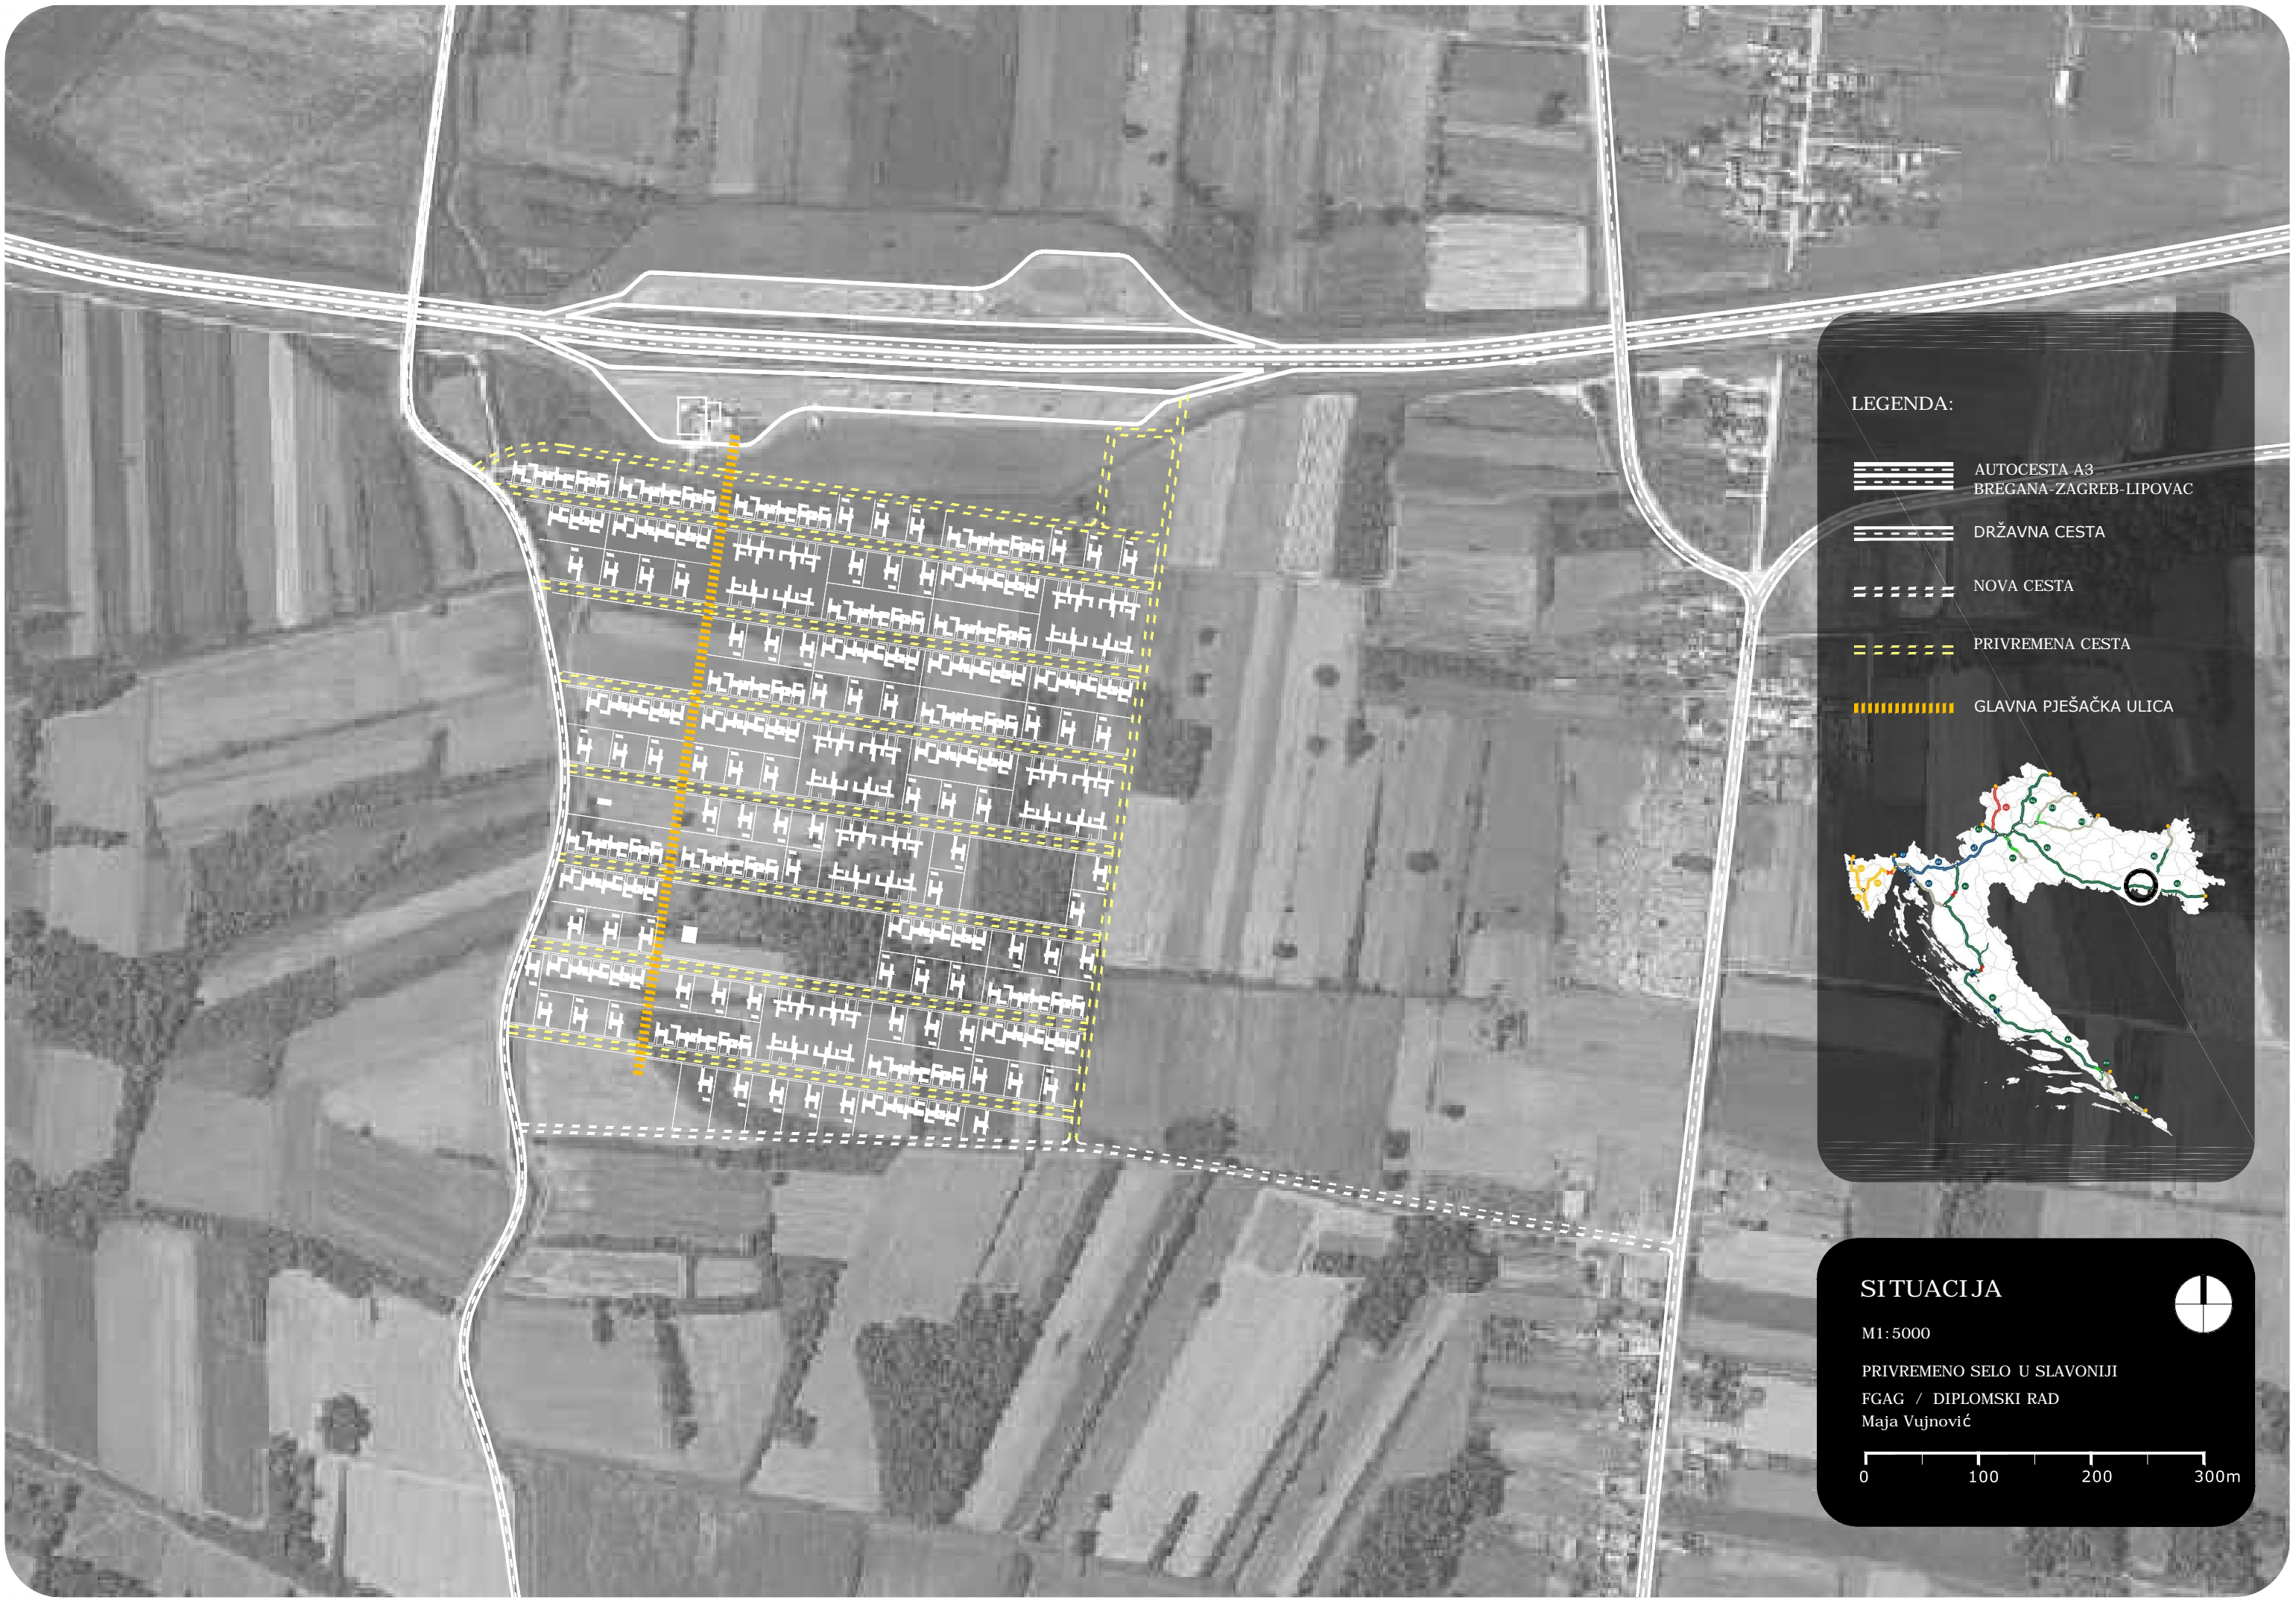 LEGENDA:
AUTOCESTA A3
BREGANA-ZAGREB-LIPOVAC
DRŽAVNA CESTA
NOVA CESTA
PRIVREMENA CESTA
GLAVNA PJEŠAČKA ULICA
SITUACIJA
M1:5000
PRIVREMENO SELO U SLAVONIJI
FGAG / DIPLOMSKI RAD
Maja Vujnović
0 100 200 300m